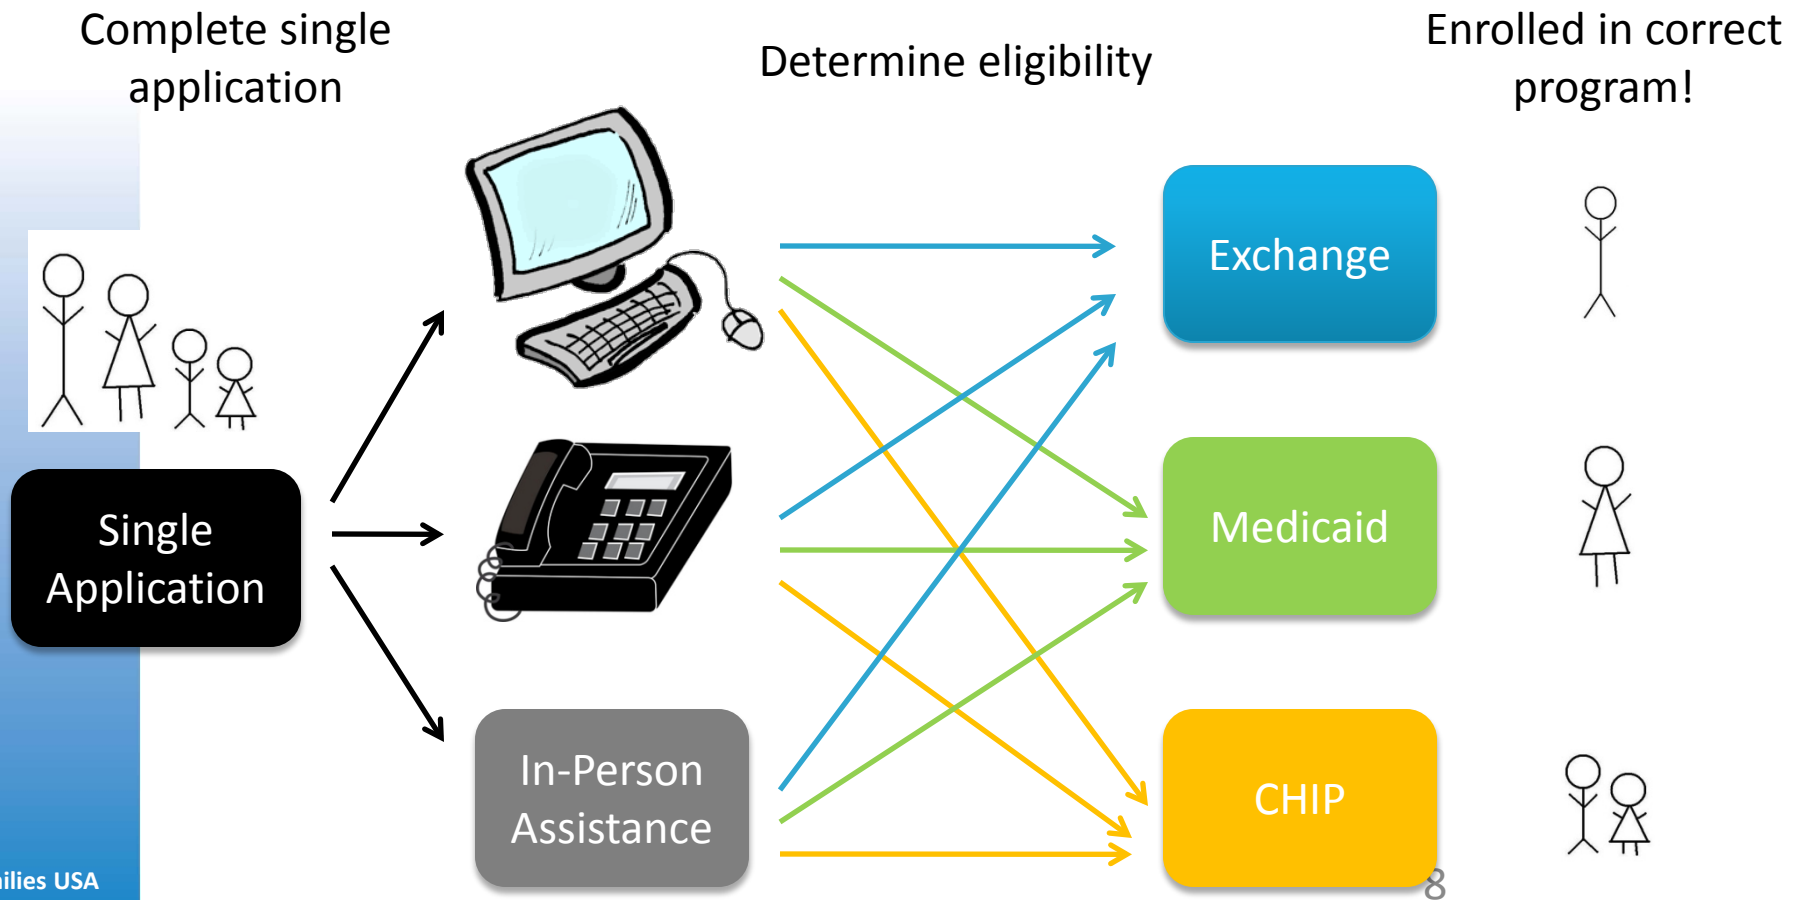 Complete single
application
Determine eligibility
Enrolled in correct
program!
Single
Application
In-Person
Assistance
Exchange
Medicaid
CHIP
USA
8